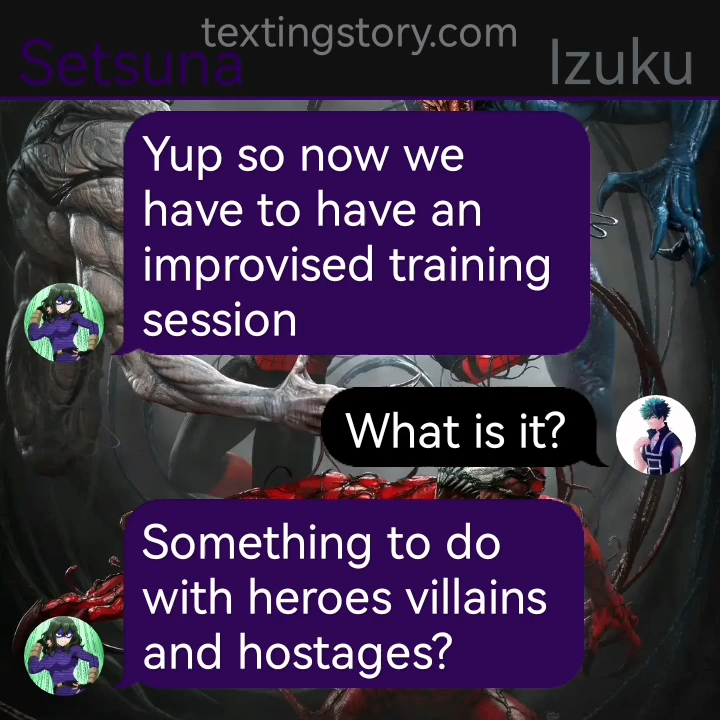 textingstory.com
Setsuna
Izuku
Yup so now we
have to have an
improvised training
session
What is it?
Something to do
with heroes villains
and hostages?